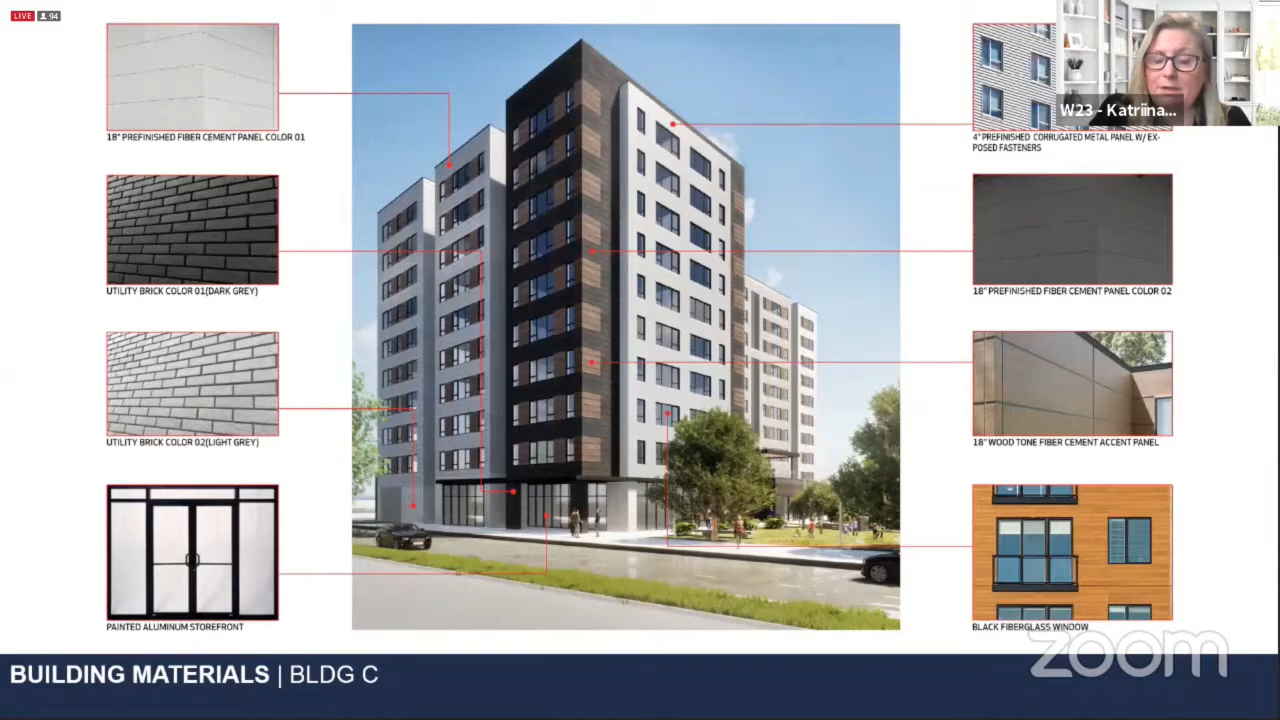 LIVE 94
W23 - Katriina...
18" PREFINISHED FIBER CEMENT PANEL COLOR 01
4" PREFINISHED CORRUGATED METAL PANEL W/ EX-
POSED FASTENERS
UTILITY BRICK COLOR 01(DARK GREY)
18" PREFINISHED FIBER CEMENT PANEL COLOR 02
UTILITY BRICK COLOR 02(LIGHT GREY)
18" WOOD TONE FIBER CEMENT ACCENT PANEL
PAINTED ALUMINUM STOREFRONT
BLACK FIBERGLASS WINDOW
zoom
BUILDING MATERIALS | BLDG C